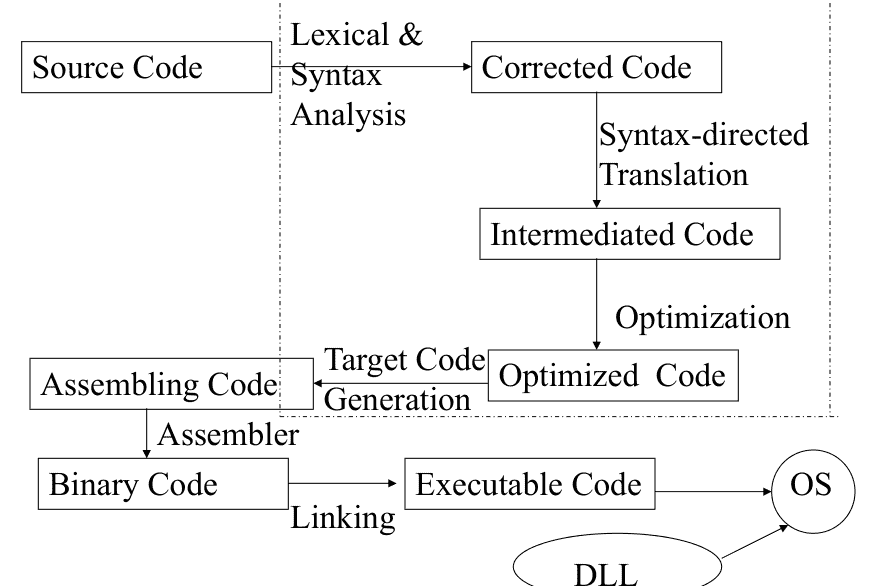 Lexical &
Source Code
Syntax
Analysis
Corrected Code
Syntax-directed
Translation
Intermediated Code
Optimization
Optimized  Code
Target Code
Generation
Assembling Code
Assembler
Binary Code
Linking
Executable Code
OS
DLL